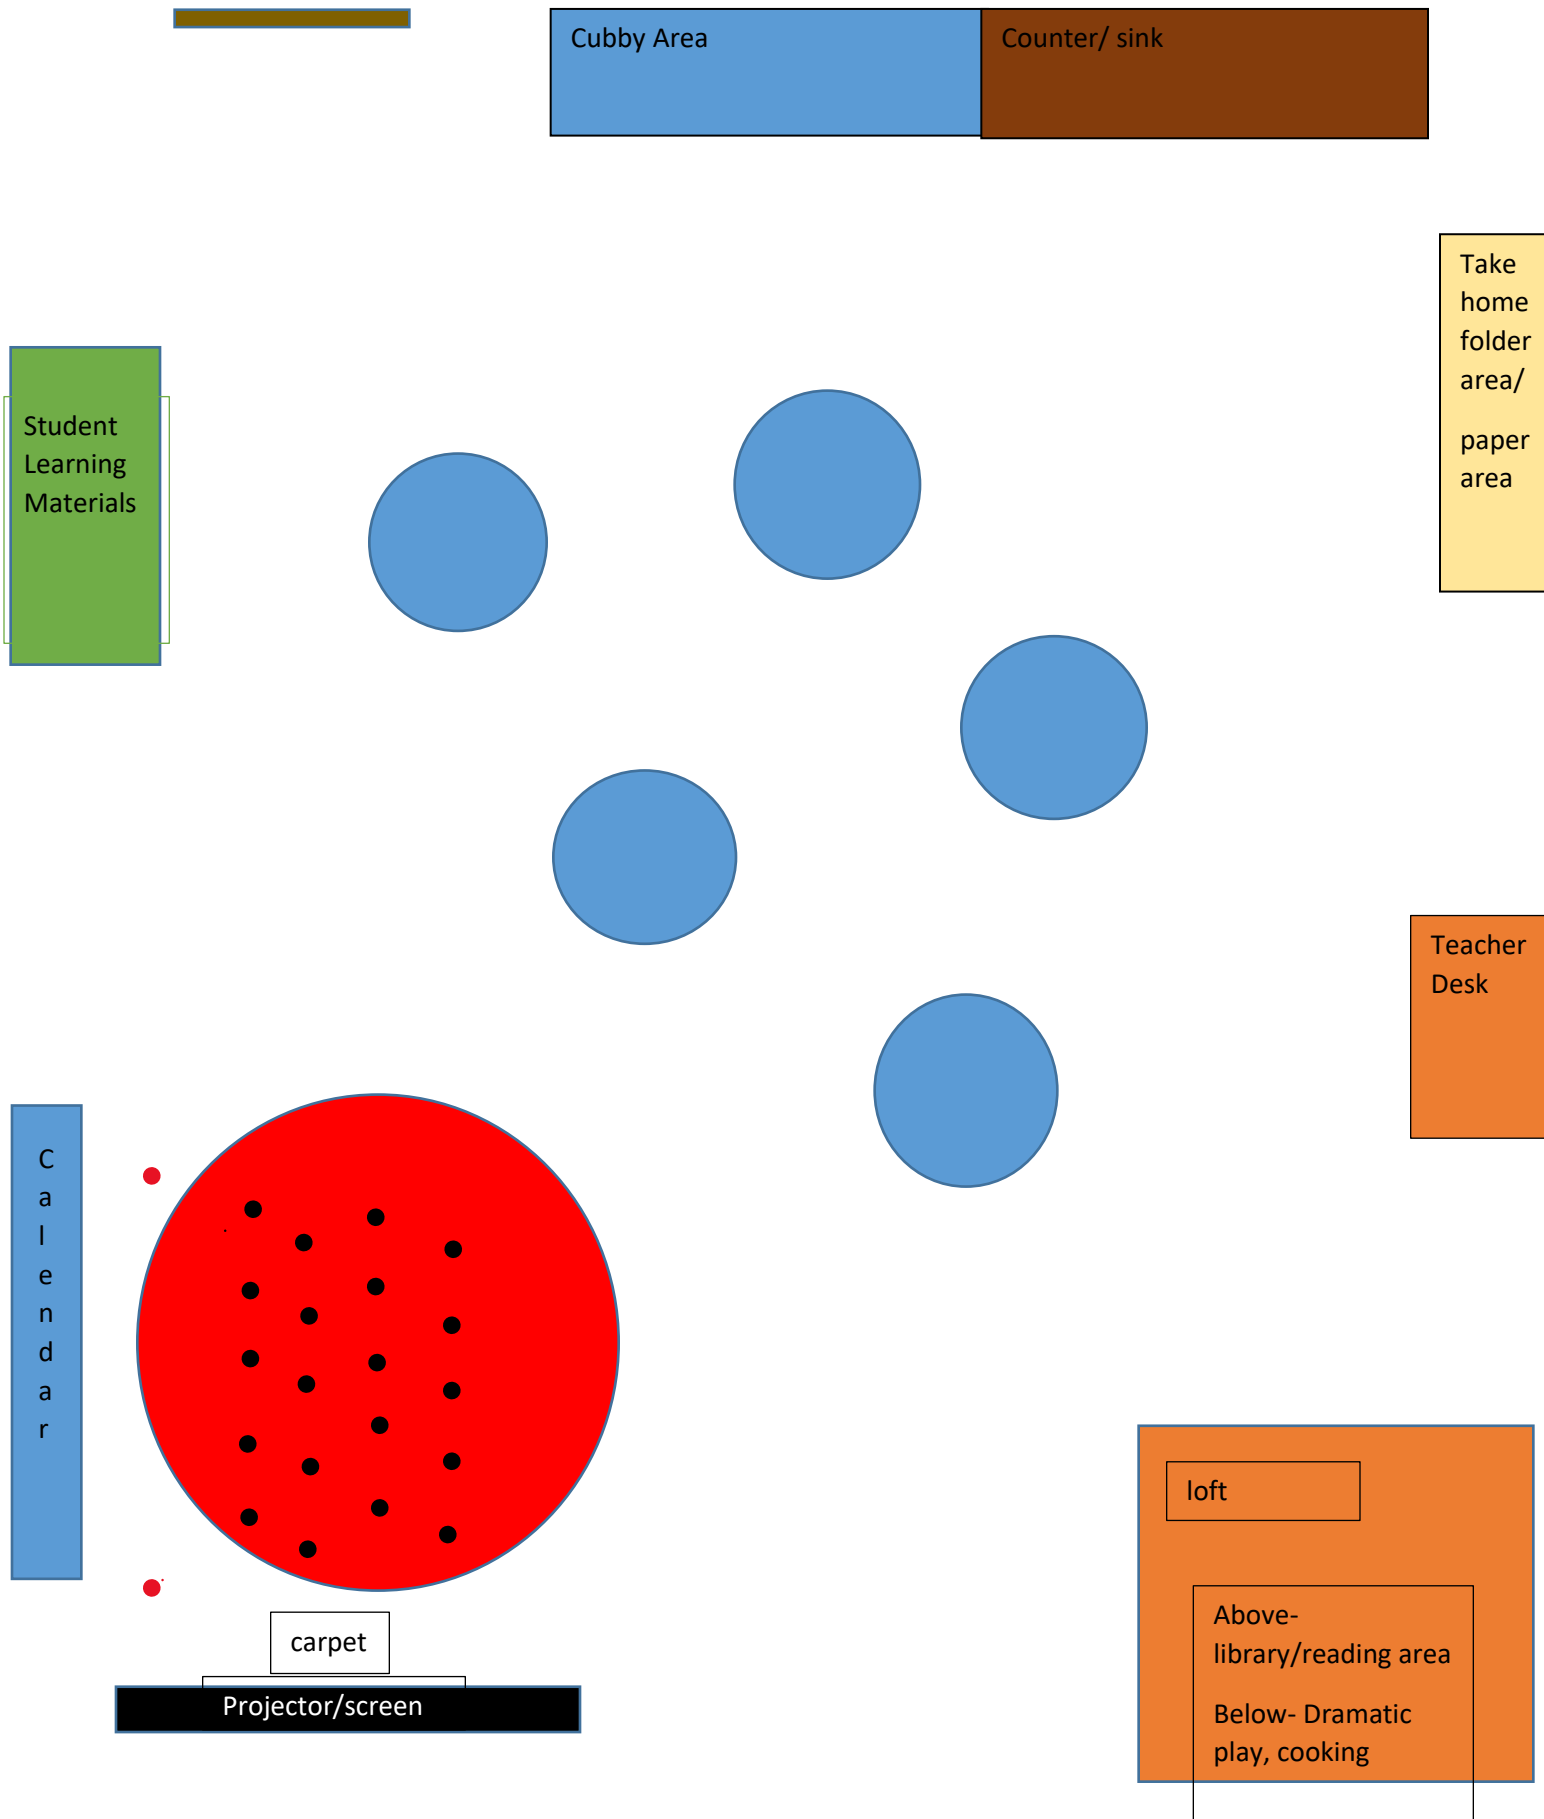 Cubby Area
Counter/ sink
Take
home
folder
area/
paper
area
Student
Learning
Materials
Teacher
Desk
C
a
l
e
n
d
a
r
loft
Above-
library/reading area
Below- Dramatic
play, cooking
carpet
Projector/screen